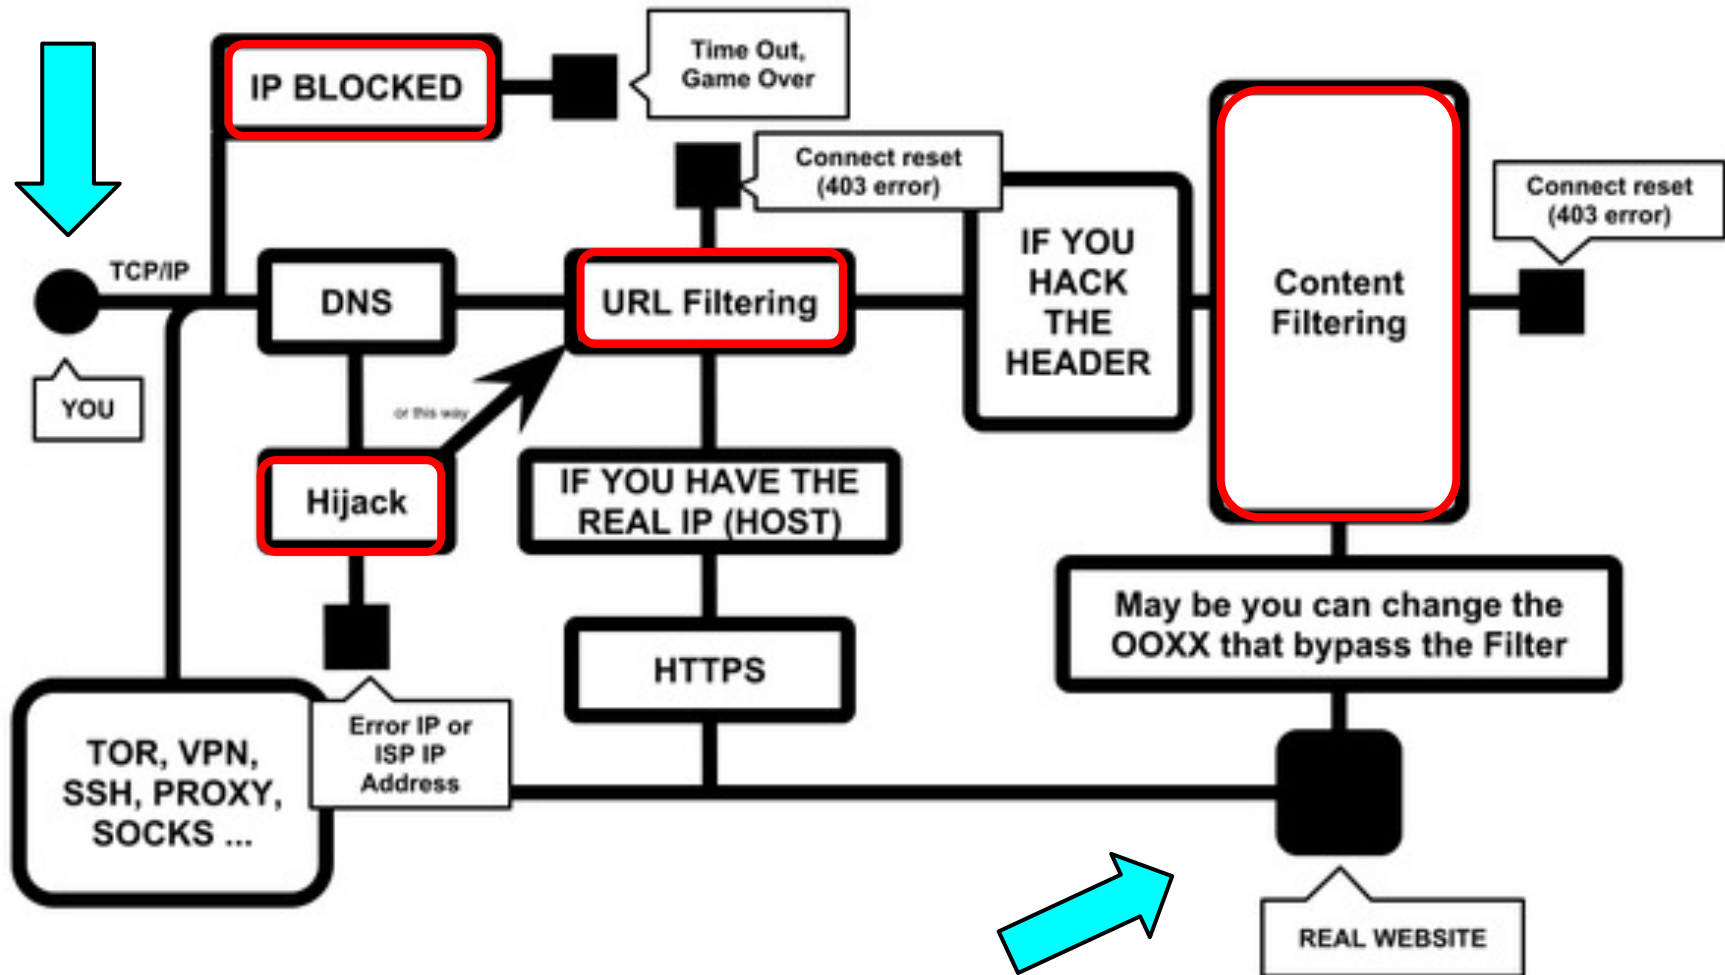 IP BLOCKED
Time Out,
Game Over
Connect reset
(403 error)
Connect reset
(403 error)
TCP/IP
DNS
URL Filtering
IF YOU
HACK
THE
HEADER
Content
Filtering
YOU
or this way
Hijack
IF YOU HAVE THE
REAL IP (HOST)
May be you can change the
OOXX that bypass the Filter
HTTPS
TOR, VPN,
SSH, PROXY,
SOCKS ...
Error IP or
ISP IP
Address
REAL WEBSITE